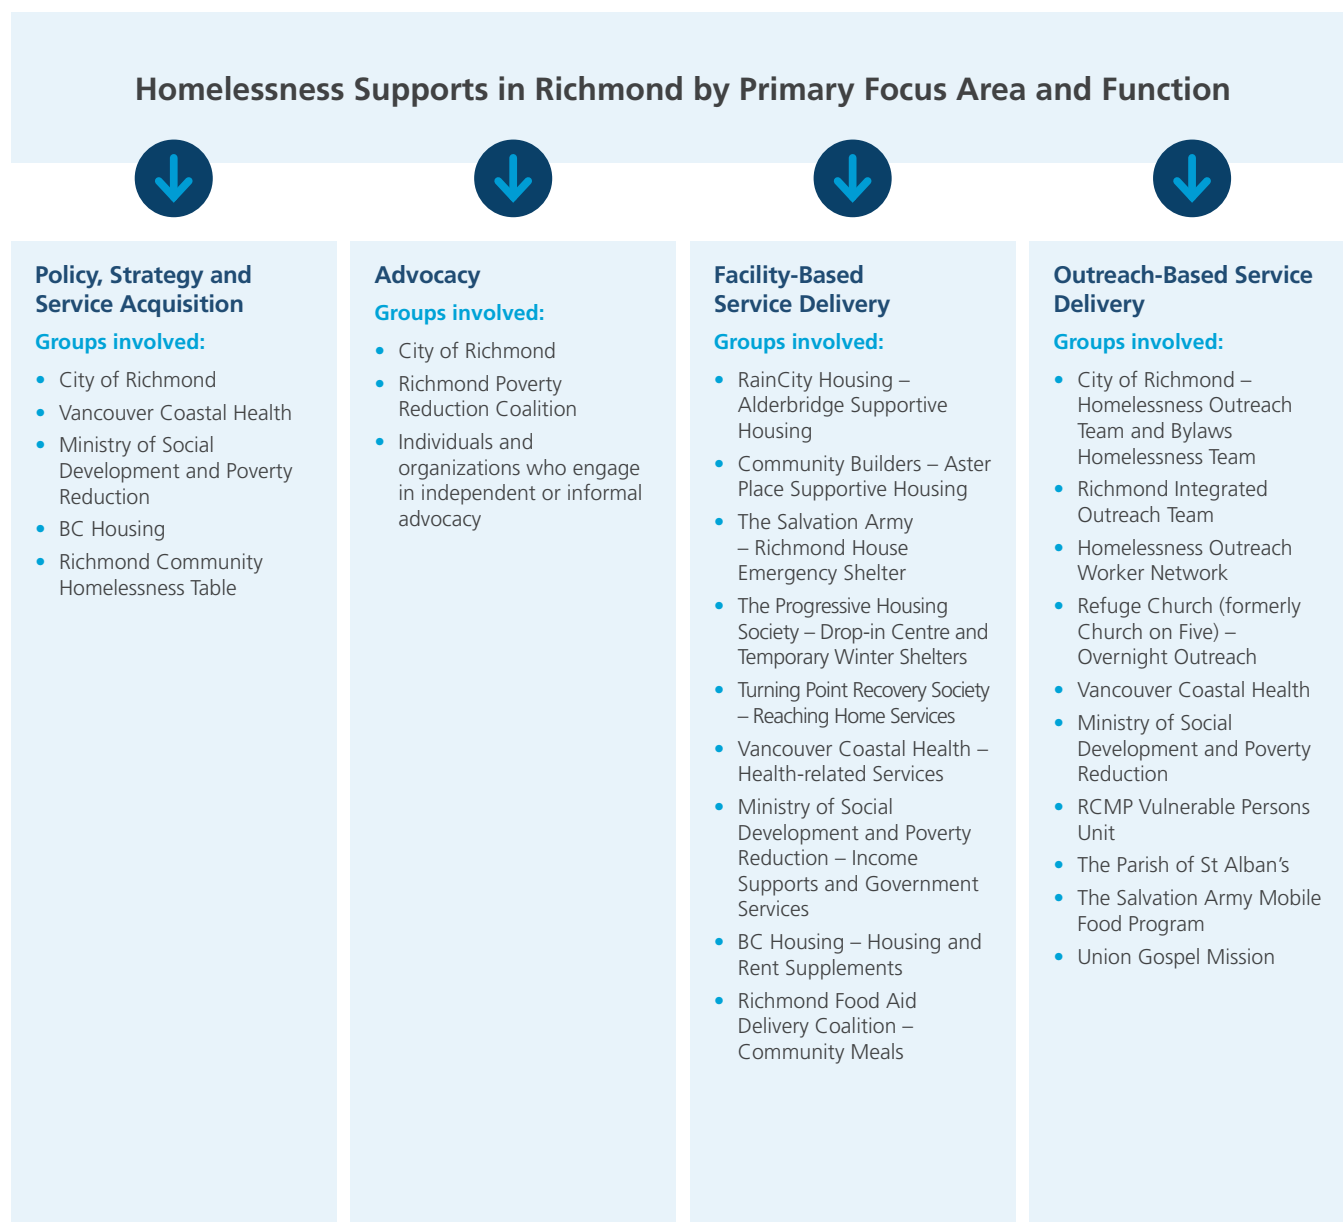 Homelessness Supports in Richmond by Primary Focus Area and Function
Policy, Strategy and
Service Acquisition
Groups involved:
• City of Richmond
• Vancouver Coastal Health
• Ministry of Social
Development and Poverty
Reduction
• BC Housing
• Richmond Community
Homelessness Table
Advocacy
Groups involved:
• City of Richmond
• Richmond Poverty
Reduction Coalition
• Individuals and
organizations who engage
in independent or informal
advocacy
Facility-Based
Service Delivery
Groups involved:
• RainCity Housing –
Alderbridge Supportive
Housing
• Community Builders – Aster
Place Supportive Housing
• The Salvation Army
– Richmond House
Emergency Shelter
• The Progressive Housing
Society – Drop-in Centre and
Temporary Winter Shelters
• Turning Point Recovery Society
– Reaching Home Services
• Vancouver Coastal Health –
Health-related Services
• Ministry of Social
Development and Poverty
Reduction – Income
Supports and Government
Services
• BC Housing – Housing and
Rent Supplements
• Richmond Food Aid
Delivery Coalition –
Community Meals
Outreach-Based Service
Delivery
Groups involved:
• City of Richmond –
Homelessness Outreach
Team and Bylaws
Homelessness Team
• Richmond Integrated
Outreach Team
• Homelessness Outreach
Worker Network
• Refuge Church (formerly
Church on Five) –
Overnight Outreach
• Vancouver Coastal Health
• Ministry of Social
Development and Poverty
Reduction
• RCMP Vulnerable Persons
Unit
• The Parish of St Alban’s
• The Salvation Army Mobile
Food Program
• Union Gospel Mission